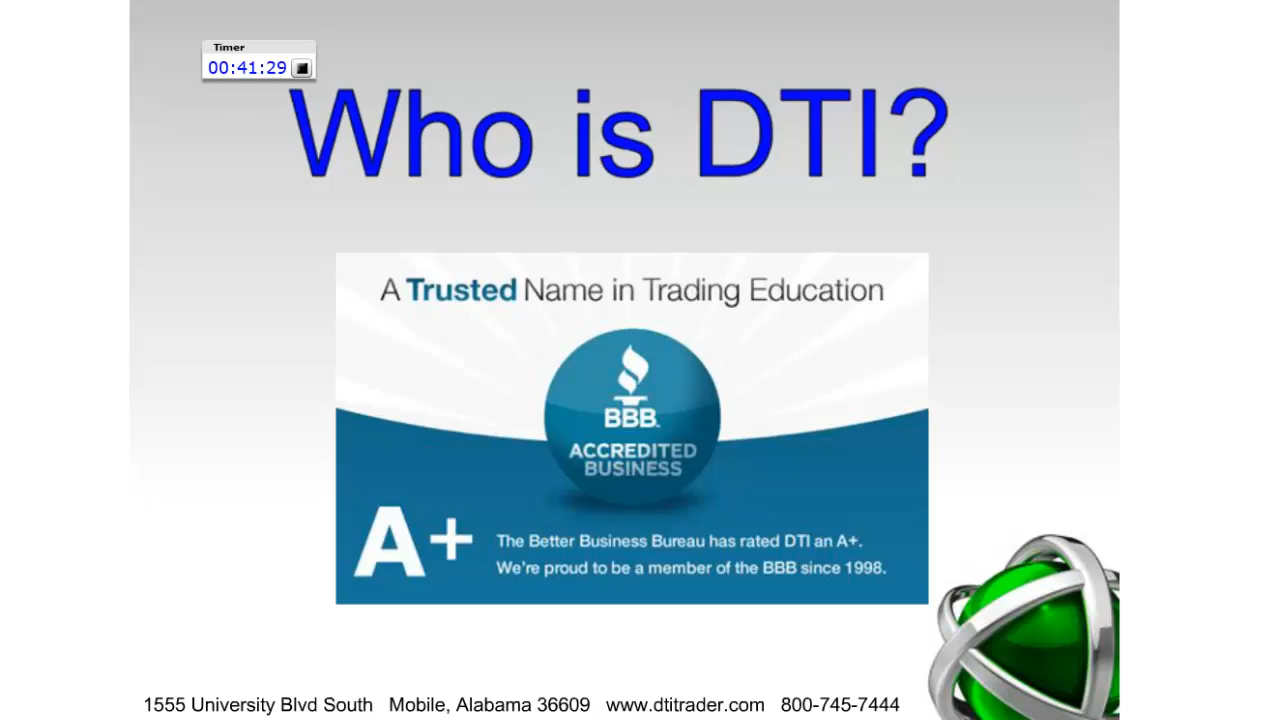 Timer
00:41:29
Who is DTI?
A Trusted Name in Trading Education
BBB.
ACCREDITED
BUSINESS
A+
The Better Business Bureau has rated DTI an A+.
We're proud to be a member of the BBB since 1998.
1555 University Blvd South Mobile, Alabama 36609 www.dtitrader.com 800-745-7444